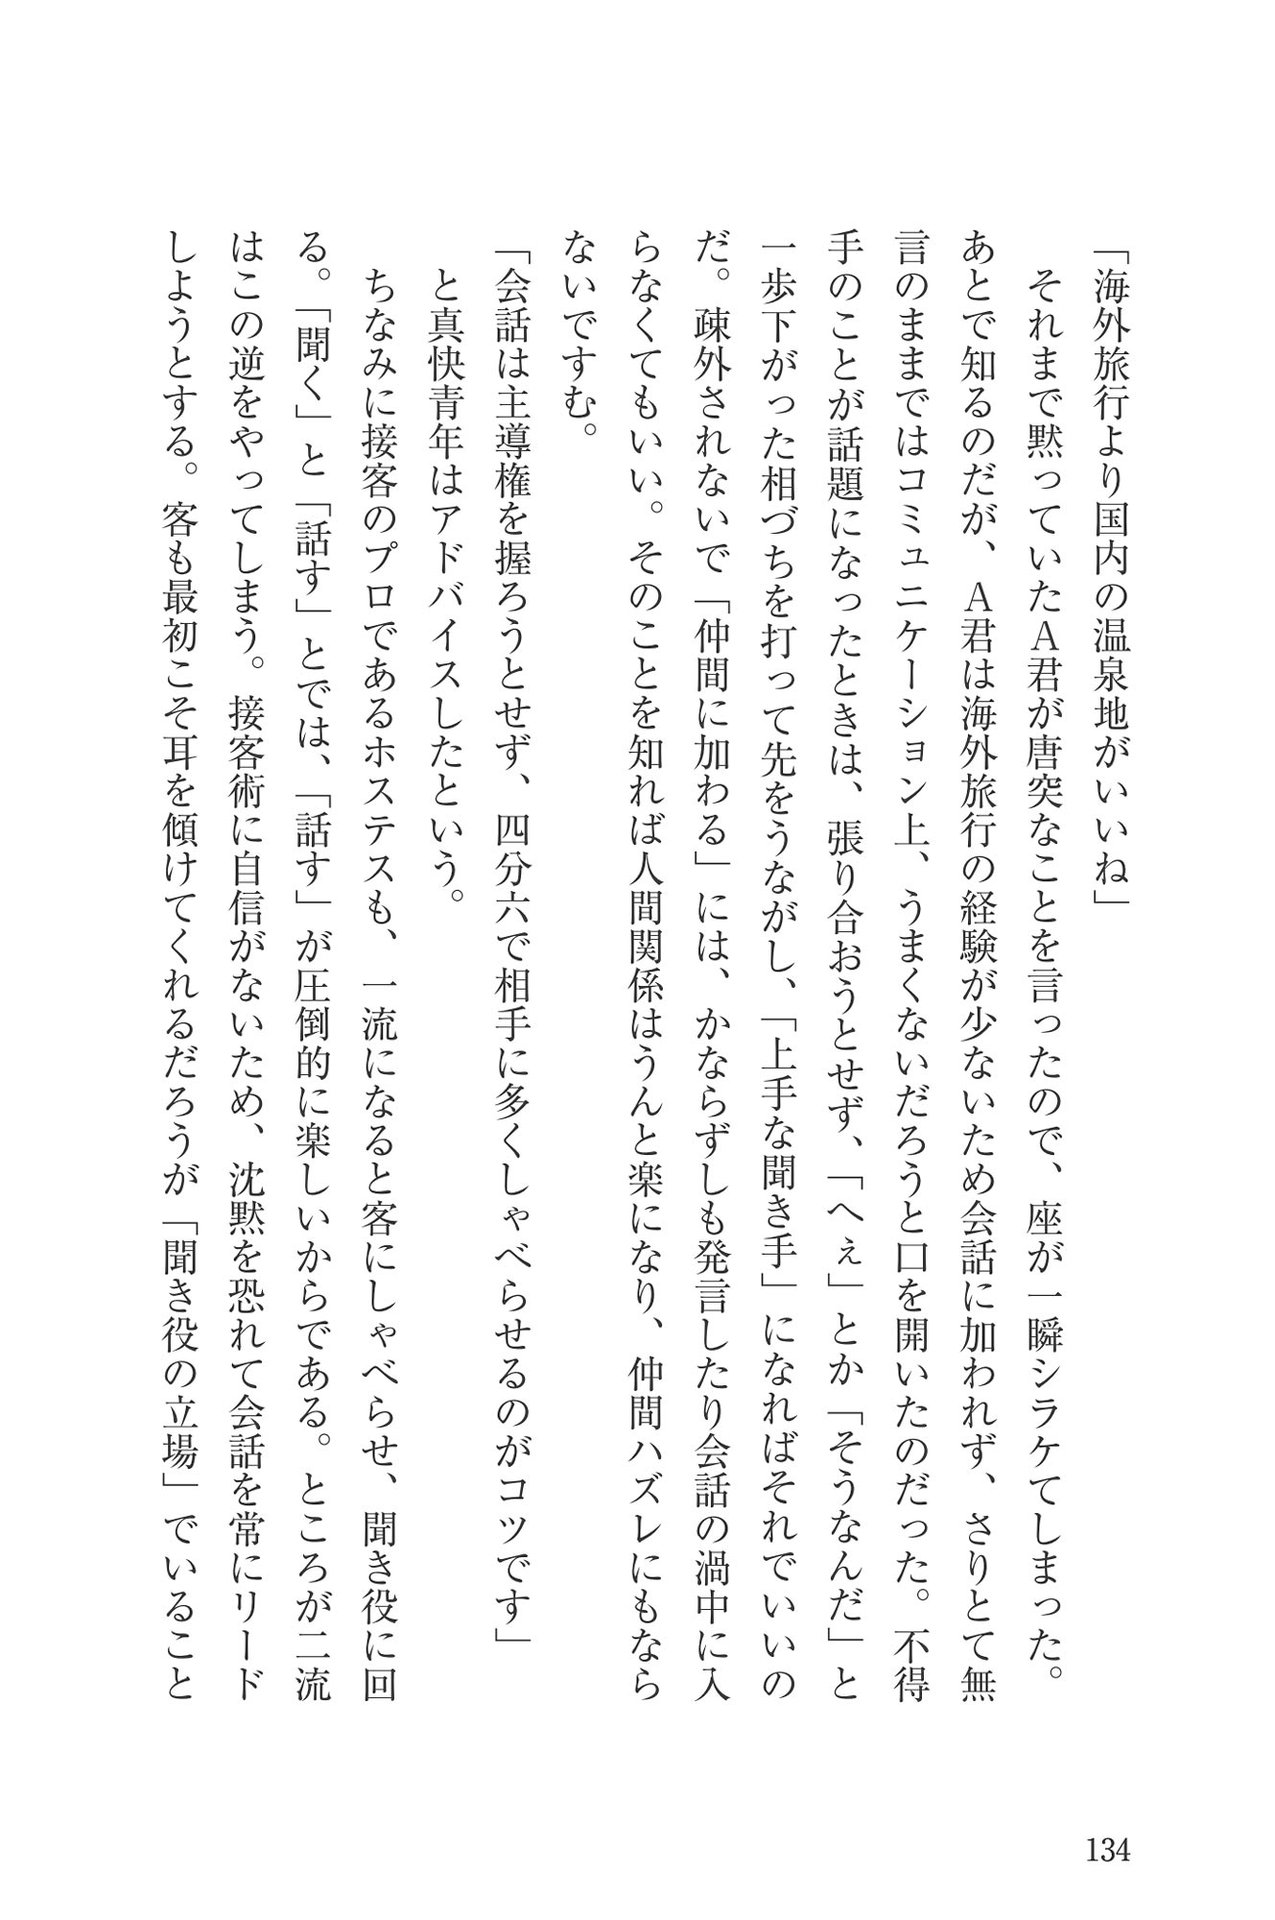 「海外旅行より国内の温泉地がいいね」
　それまで黙っていたＡ君が唐突なことを言ったので、座が一瞬シラケてしまった。
あとで知るのだが、Ａ君は海外旅行の経験が少ないため会話に加われず、さりとて無
言のままではコミュニケーション上、うまくないだろうと口を開いたのだった。不得
手のことが話題になったときは、張り合おうとせず、「へぇ」とか「そうなんだ」と
一歩下がった相づちを打って先をうながし、「上手な聞き手」になればそれでいいの
だ。疎外されないで「仲間に加わる」には、かならずしも発言したり会話の渦中に入
らなくてもいい。そのことを知れば人間関係はうんと楽になり、仲間ハズレにもなら
ないですむ。
「会話は主導権を握ろうとせず、四分六で相手に多くしゃべらせるのがコツです」
　と真快青年はアドバイスしたという。
　ちなみに接客のプロであるホステスも、一流になると客にしゃべらせ、聞き役に回
る。「聞く」と「話す」とでは、「話す」が圧倒的に楽しいからである。ところが二流
はこの逆をやってしまう。接客術に自信がないため、沈黙を恐れて会話を常にリード
しようとする。客も最初こそ耳を傾けてくれるだろうが「聞き役の立場」でいること
134